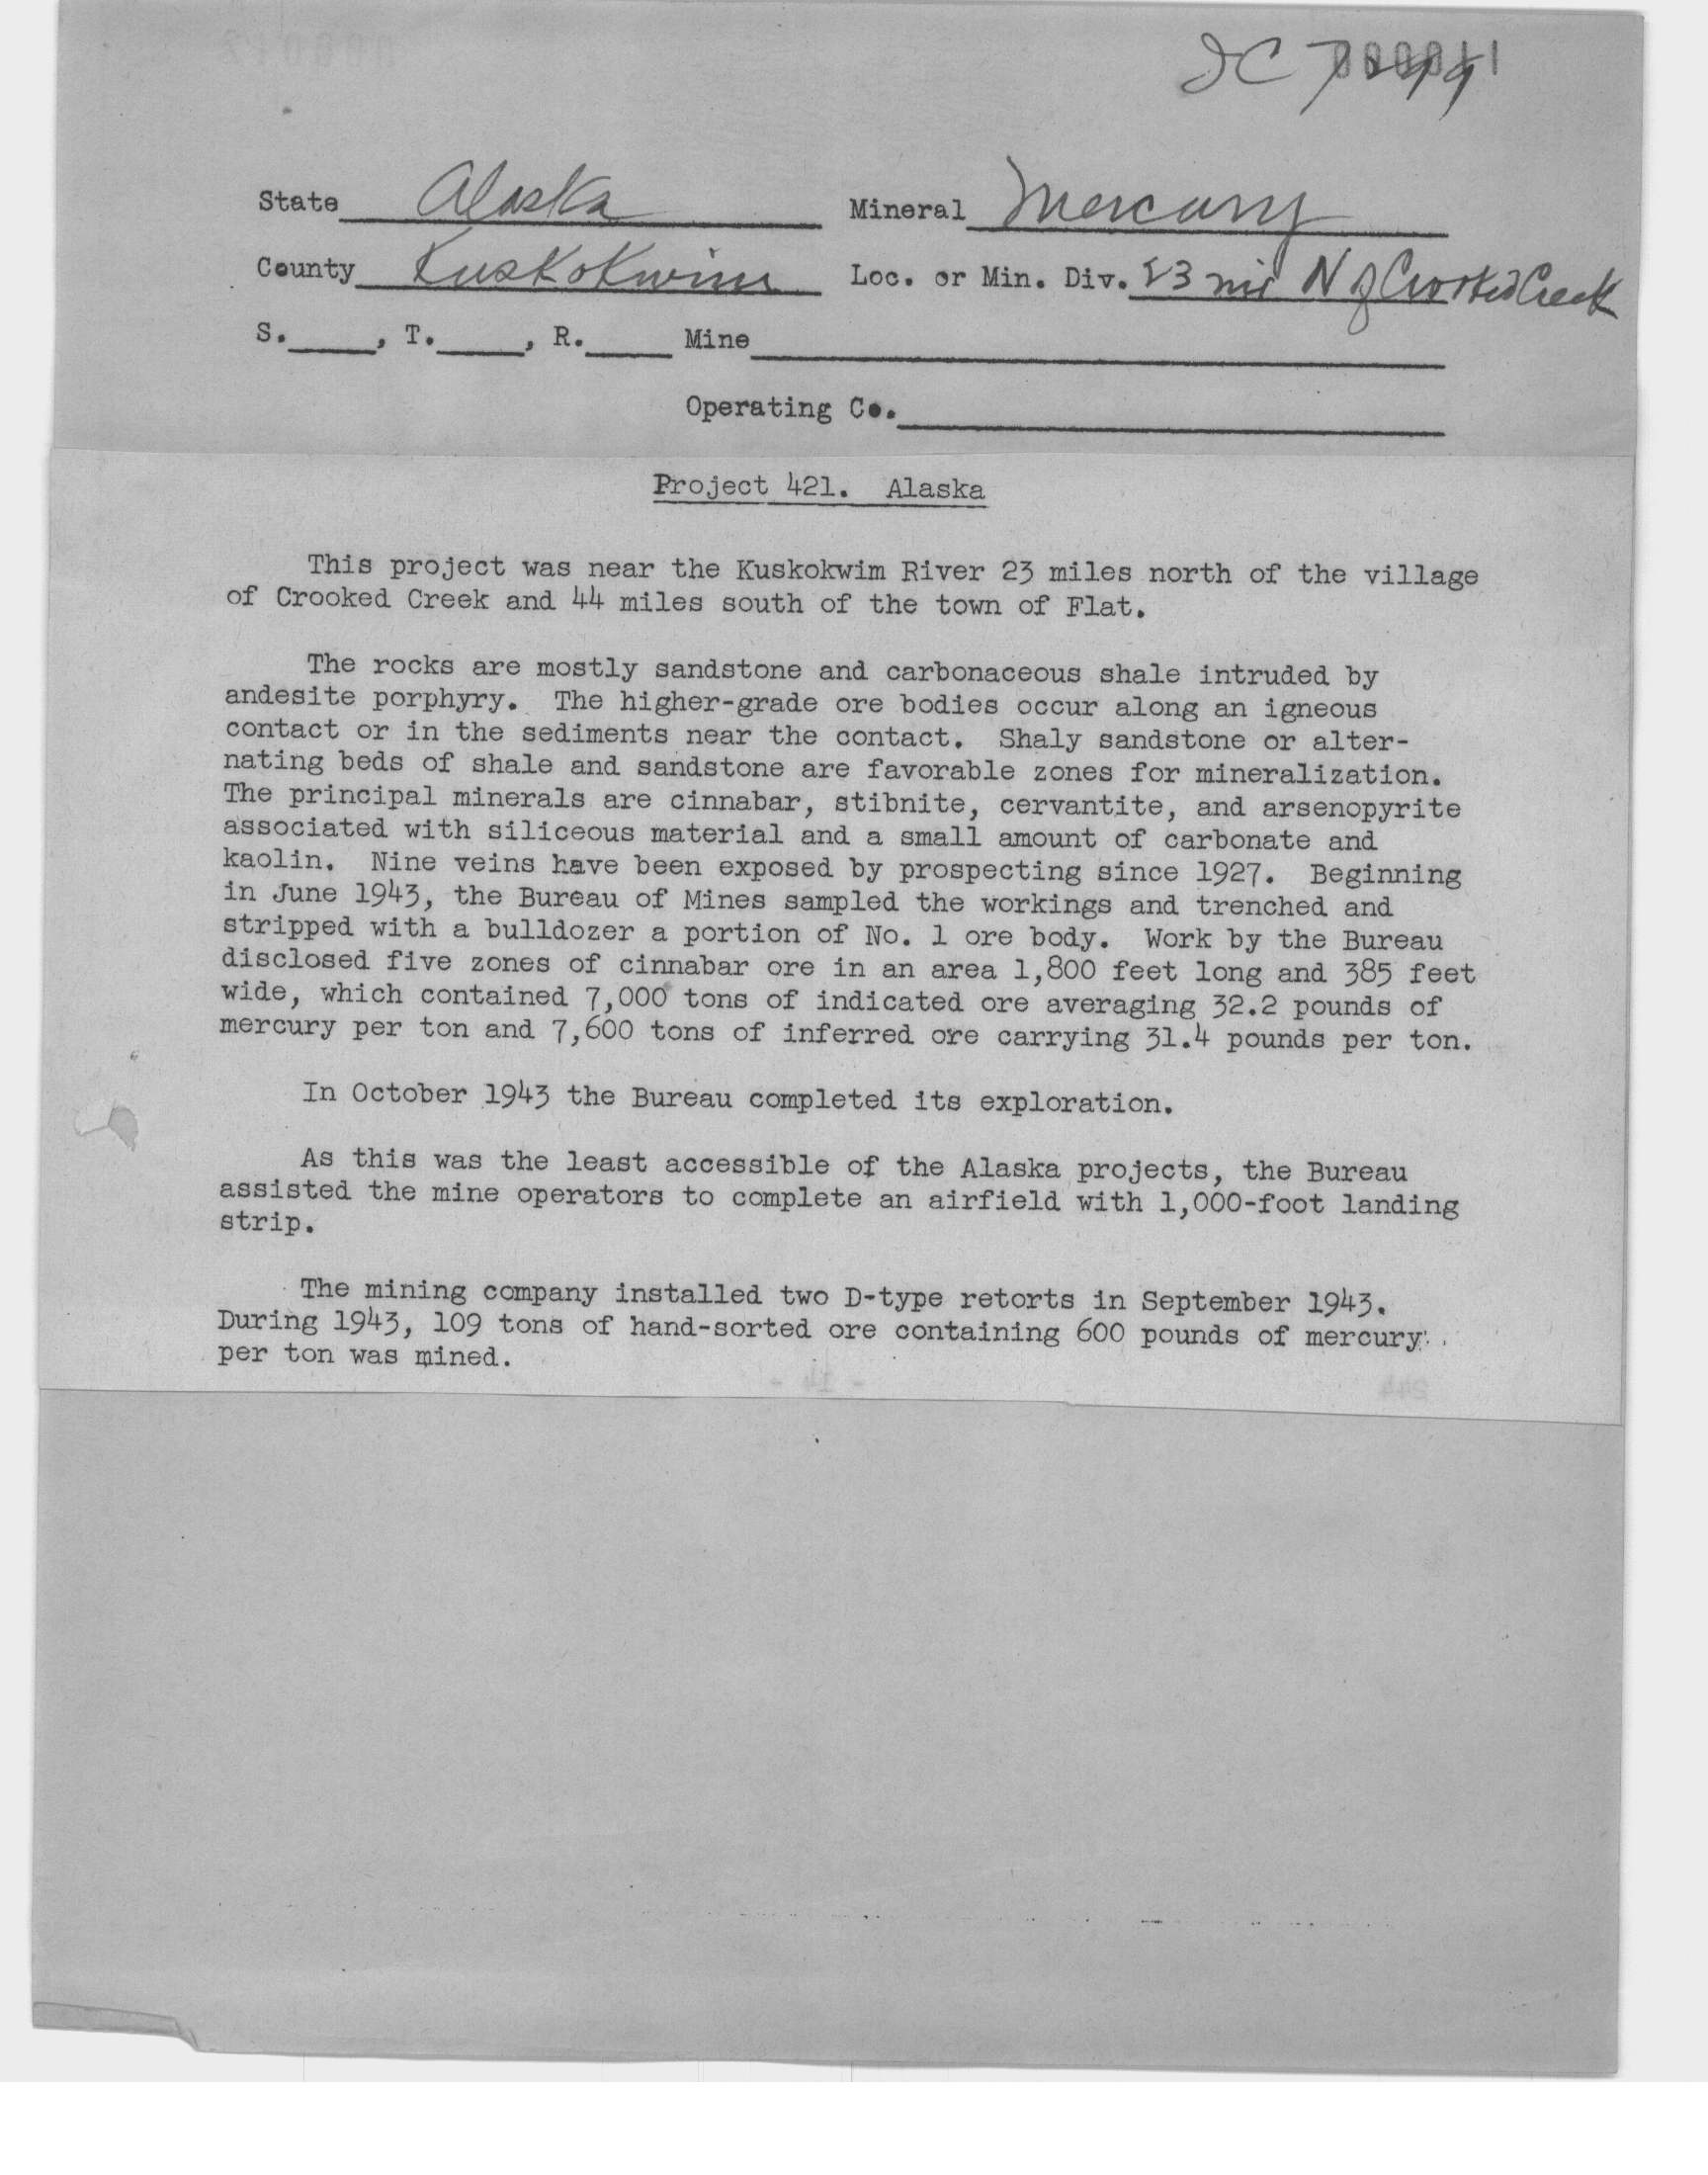 000011
State Alaska Mineral Mercury
County Kuskokwim Loc. or Min. Div. 23 mi N of Crooked Creek
S.____, T.____, R.____ Mine
Operating Co.
Project 421. Alaska
This project was near the Kuskokwim River 23 miles north of the village
of Crooked Creek and 44 miles south of the town of Flat.
The rocks are mostly sandstone and carbonaceous shale intruded by
andesite porphyry. The higher-grade ore bodies occur along an igneous
contact or in the sediments near the contact. Shaly sandstone or alter-
nating beds of shale and sandstone are favorable zones for mineralization.
The principal minerals are cinnabar, stibnite, cervantite, and arsenopyrite
associated with siliceous material and a small amount of carbonate and
kaolin. Nine veins have been exposed by prospecting since 1927. Beginning
in June 1943, the Bureau of Mines sampled the workings and trenched and
stripped with a bulldozer a portion of No. 1 ore body. Work by the Bureau
disclosed five zones of cinnabar ore in an area 1,800 feet long and 385 feet
wide, which contained 7,000 tons of indicated ore averaging 32.2 pounds of
mercury per ton and 7,600 tons of inferred ore carrying 31.4 pounds per ton.
In October 1943 the Bureau completed its exploration.
As this was the least accessible of the Alaska projects, the Bureau
assisted the mine operators to complete an airfield with 1,000-foot landing
strip.
The mining company installed two D-type retorts in September 1943.
During 1943, 109 tons of hand-sorted ore containing 600 pounds of mercury
per ton was mined.